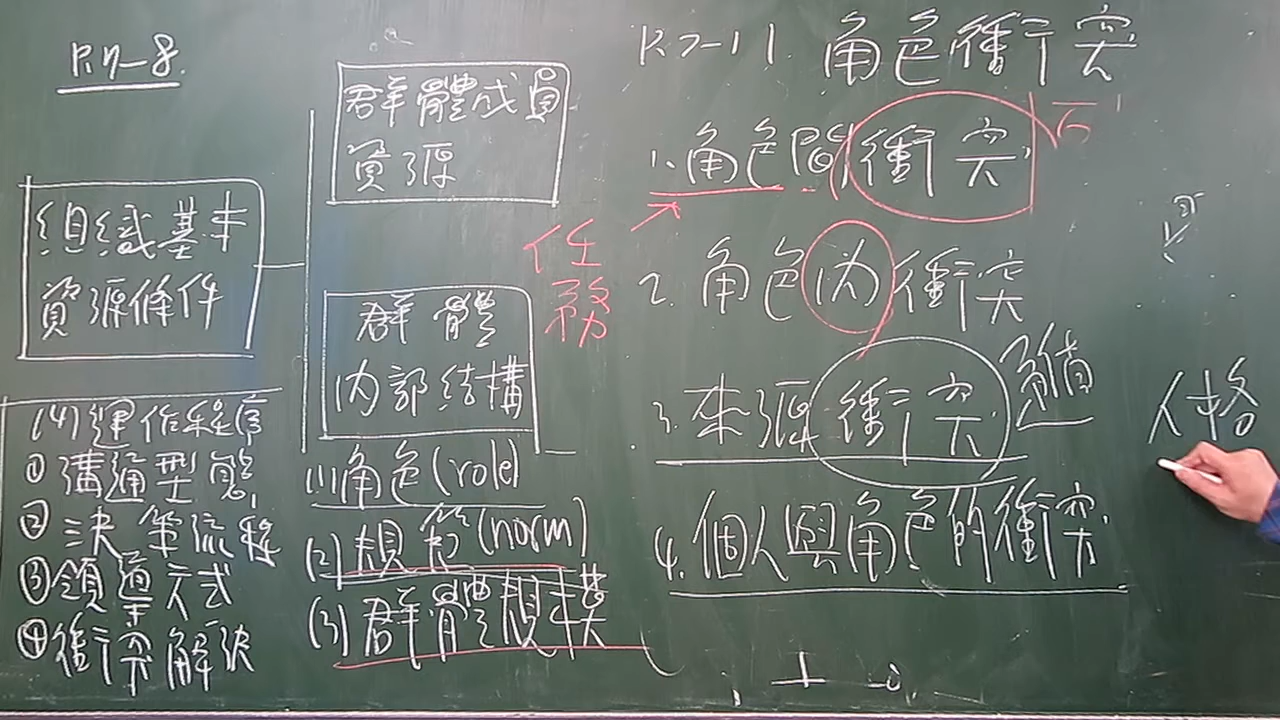 P.7-8.
組織基本
資源條件
群體成員
資源
群體
內部結構
(4)運作程序
①溝通型態
②決策流程
③領導方式
④衝突解決
(1)角色(role)
(2)規範(norm)
(3)群體規模
任
務
P.7-11. 角色衝突
1.角色間衝突
2.角色內衝突
3.來源衝突
4.個人與角色的衝突
人格